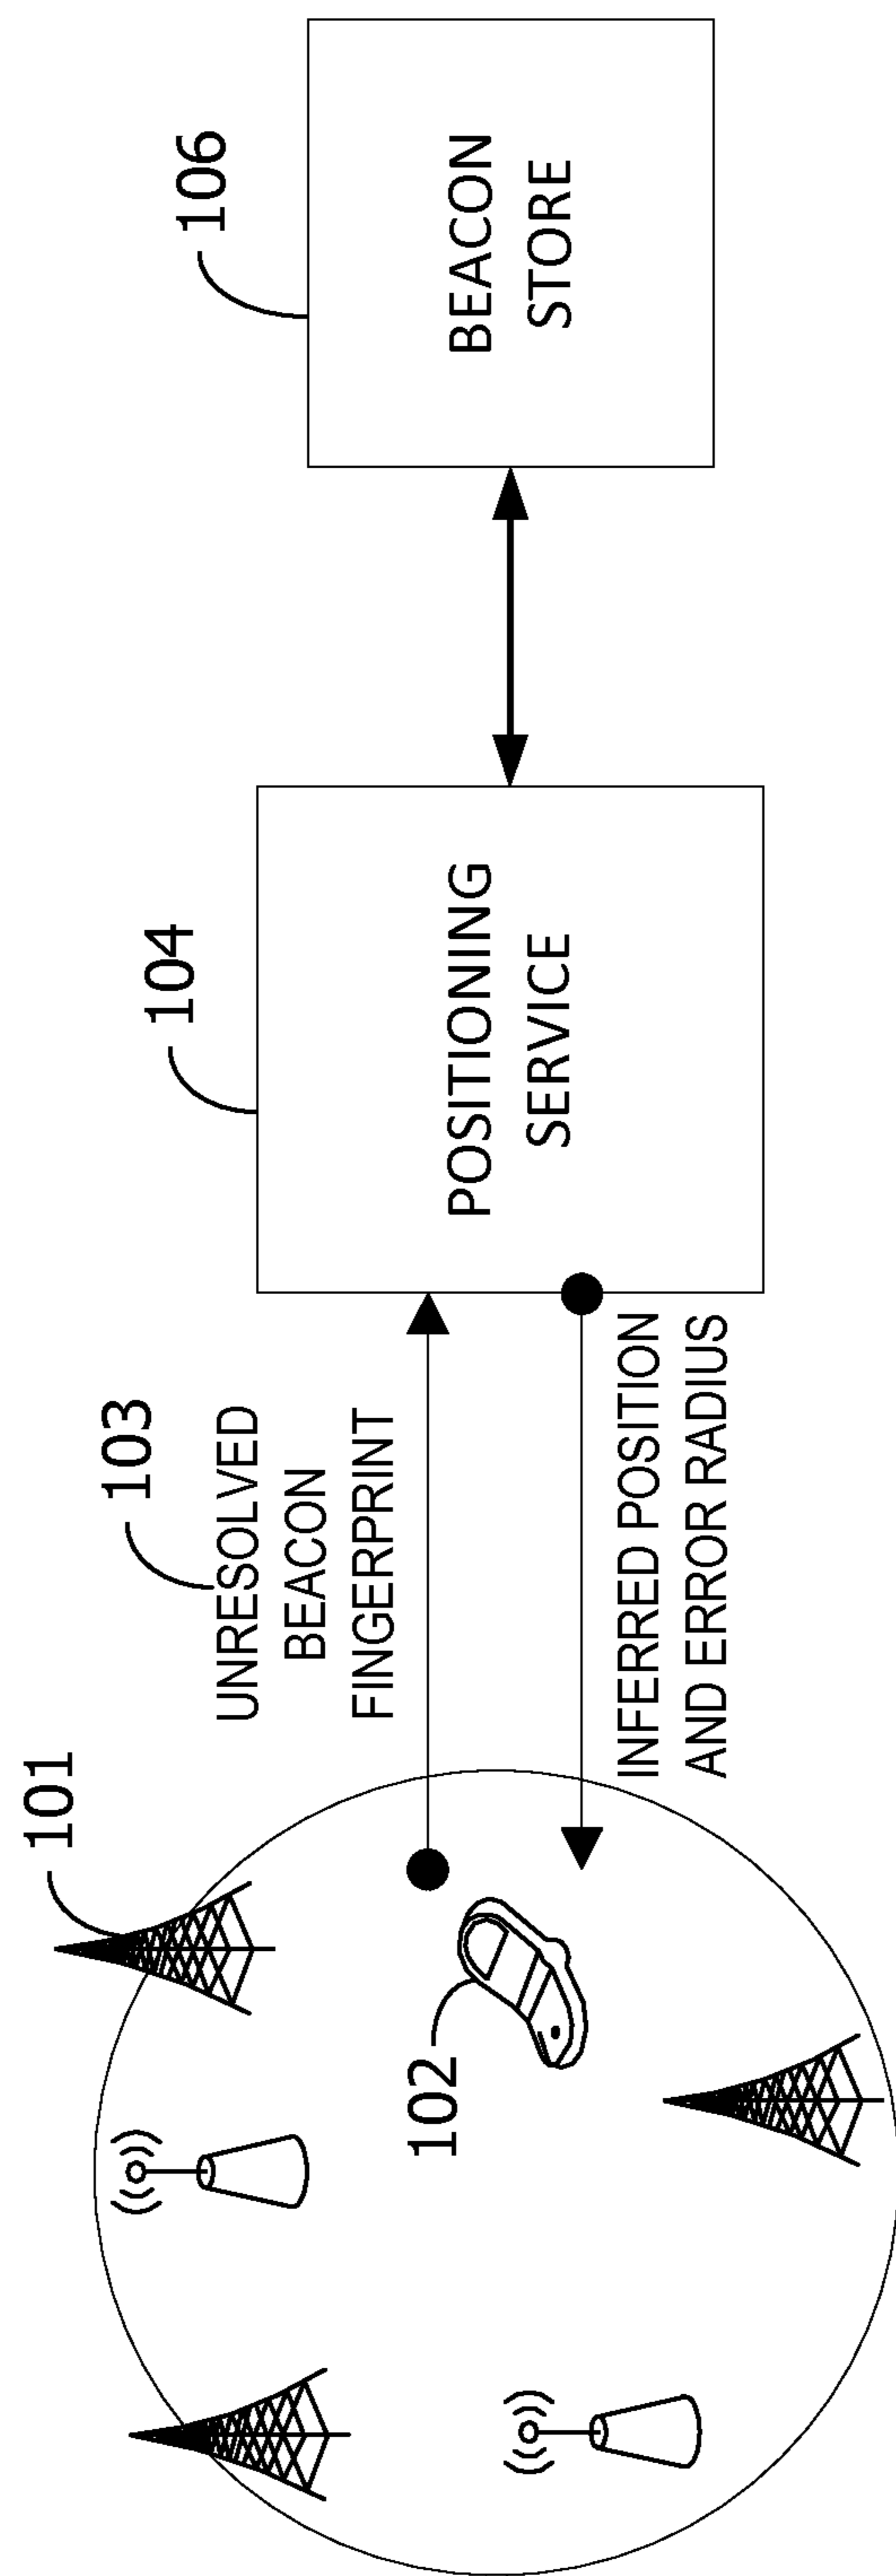 101
102
103
UNRESOLVED
BEACON
FINGERPRINT
INFERRED POSITION
AND ERROR RADIUS
104
POSITIONING
SERVICE
106
BEACON
STORE